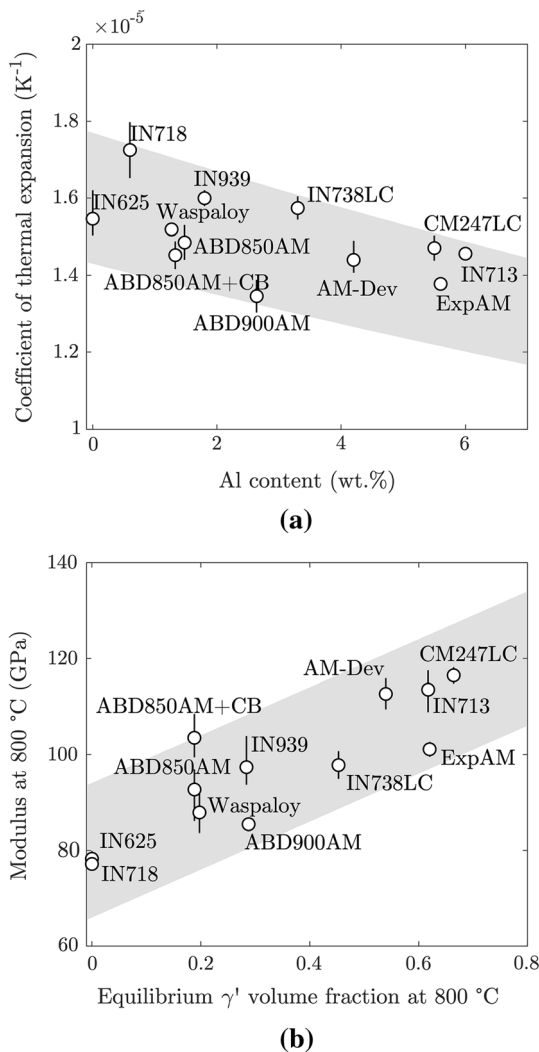 ×10⁻⁵
2
1.8
1.6
1.4
1.2
1
Coefficient of thermal expansion (K⁻¹)
IN718
IN625
IN939
IN738LC
Waspaloy
CM247LC
ABD850AM
ABD850AM+CB
AM-Dev
IN713
ExpAM
ABD900AM
0 2 4 6
Al content (wt.%)
(a)
140
120
100
80
60
Modulus at 800 °C (GPa)
CM247LC
AM-Dev
ABD850AM+CB
IN713
IN939
ExpAM
ABD850AM
IN738LC
Waspaloy
IN625
ABD900AM
IN718
0 0.2 0.4 0.6 0.8
Equilibrium γ' volume fraction at 800 °C
(b)